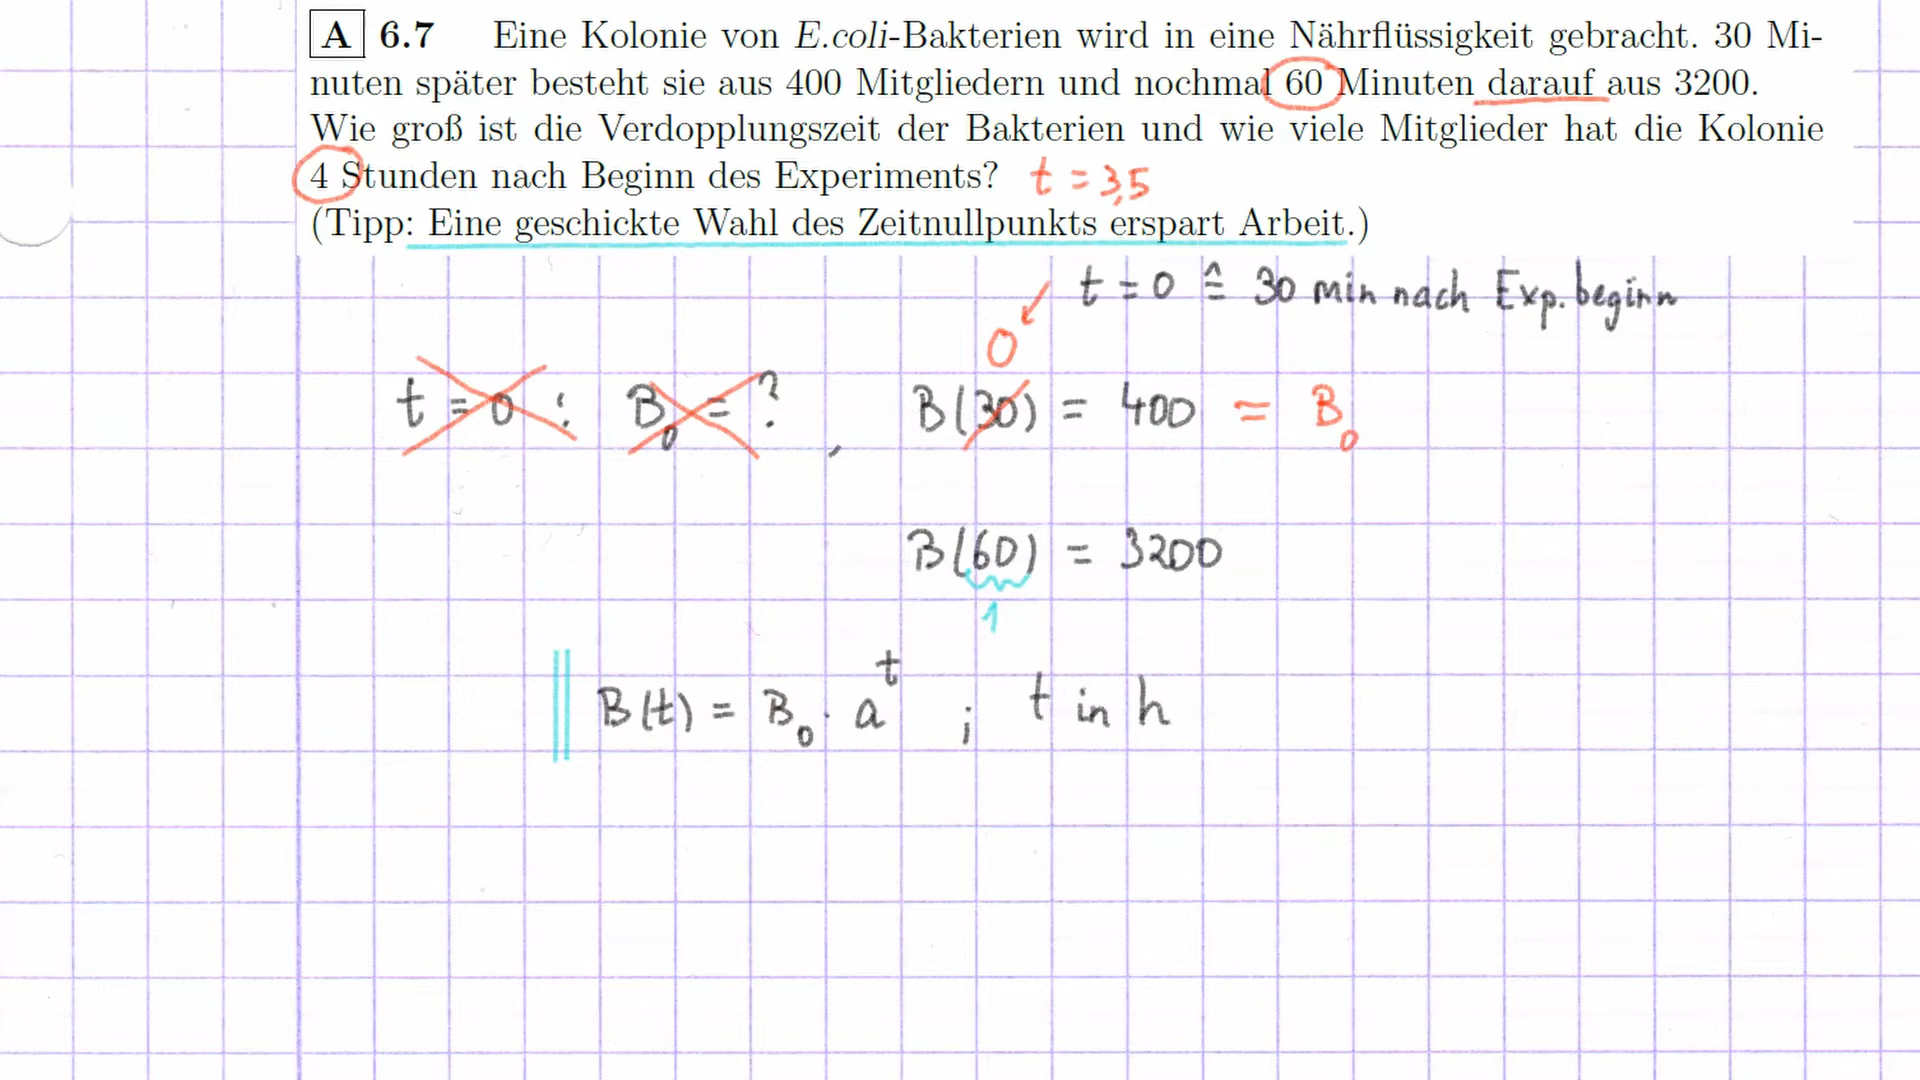 A 6.7 Eine Kolonie von E.coli-Bakterien wird in eine Nährflüssigkeit gebracht. 30 Mi-
nuten später besteht sie aus 400 Mitgliedern und nochmal 60 Minuten darauf aus 3200.
Wie groß ist die Verdopplungszeit der Bakterien und wie viele Mitglieder hat die Kolonie
4 Stunden nach Beginn des Experiments? t = 3,5
(Tipp: Eine geschickte Wahl des Zeitnullpunkts erspart Arbeit.)
t = 0 ≙ 30 min nach Exp.beginn
0
t = 0 : B₀ = ? , B(30) = 400 = B₀
B(60) = 3200
1
B(t) = B₀ · aᵗ ; t in h